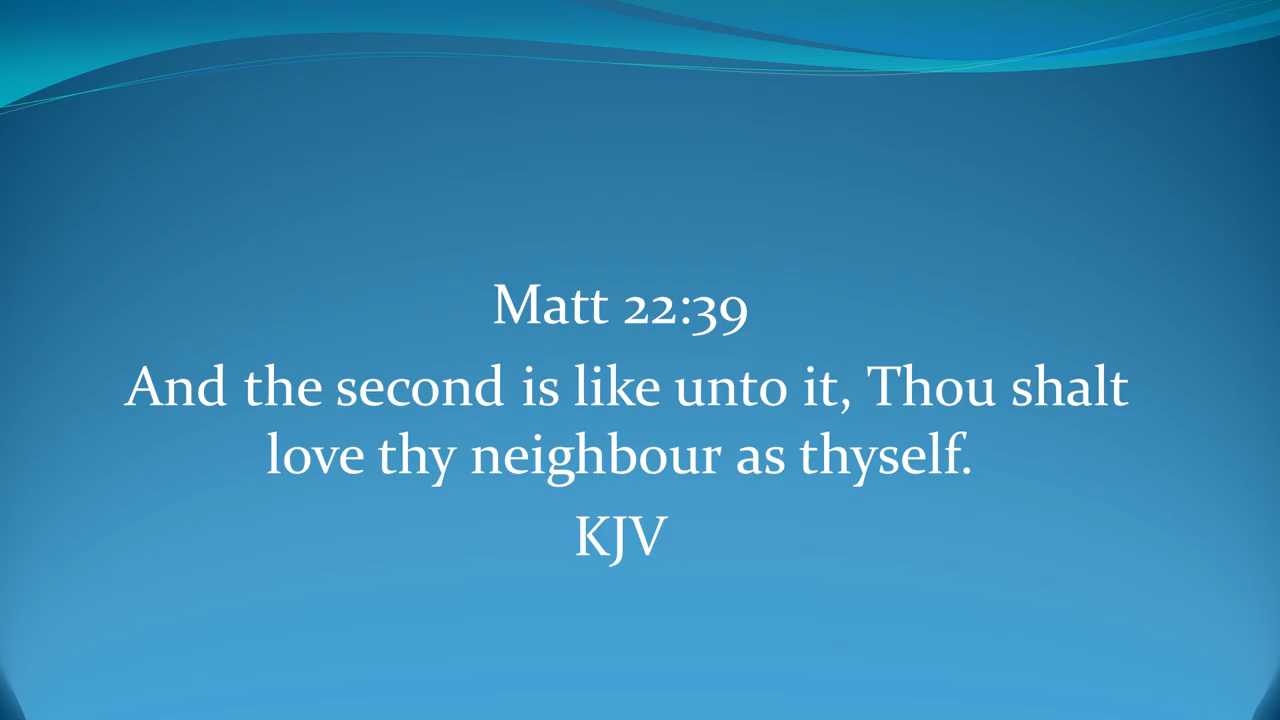 Matt 22:39
And the second is like unto it, Thou shalt
love thy neighbour as thyself.
KJV